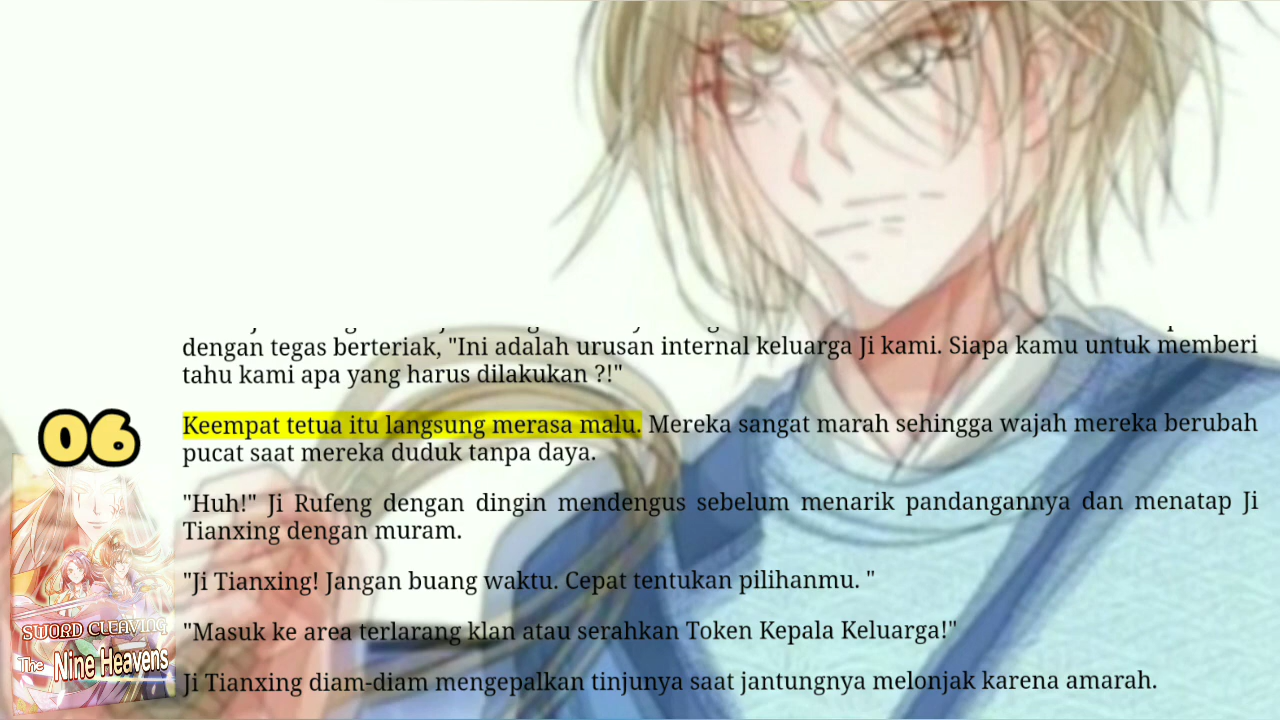 dengan tegas berteriak, "Ini adalah urusan internal keluarga Ji kami. Siapa kamu untuk memberi
tahu kami apa yang harus dilakukan ?!"
Keempat tetua itu langsung merasa malu. Mereka sangat marah sehingga wajah mereka berubah
pucat saat mereka duduk tanpa daya.
"Huh!" Ji Rufeng dengan dingin mendengus sebelum menarik pandangannya dan menatap Ji
Tianxing dengan muram.
"Ji Tianxing! Jangan buang waktu. Cepat tentukan pilihanmu. "
"Masuk ke area terlarang klan atau serahkan Token Kepala Keluarga!"
Ji Tianxing diam-diam mengepalkan tinjunya saat jantungnya melonjak karena amarah.
06
SWORD CLEAVING
The Nine Heavens